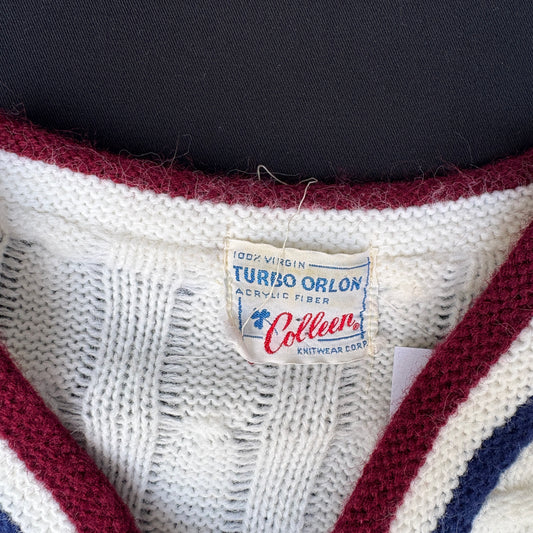 100% VIRGIN
TURBO ORLON
ACRYLIC FIBER
Colleen®
KNITWEAR CORP